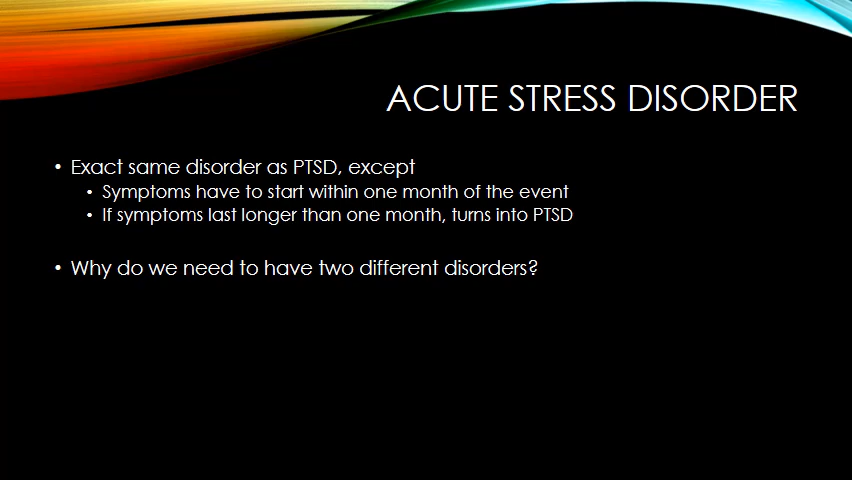 ACUTE STRESS DISORDER
• Exact same disorder as PTSD, except
• Symptoms have to start within one month of the event
• If symptoms last longer than one month, turns into PTSD
• Why do we need to have two different disorders?